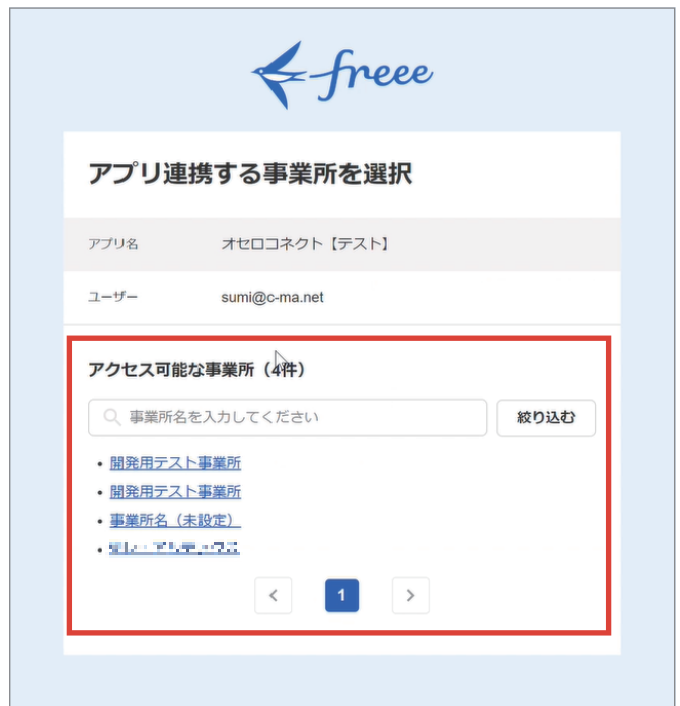 freee
アプリ連携する事業所を選択
アプリ名 オセロコネクト【テスト】
ユーザー sumi@c-ma.net
アクセス可能な事業所（4件）
事業所名を入力してください 絞り込む
• 開発用テスト事業所
• 開発用テスト事業所
• 事業所名（未設定）
< 1 >